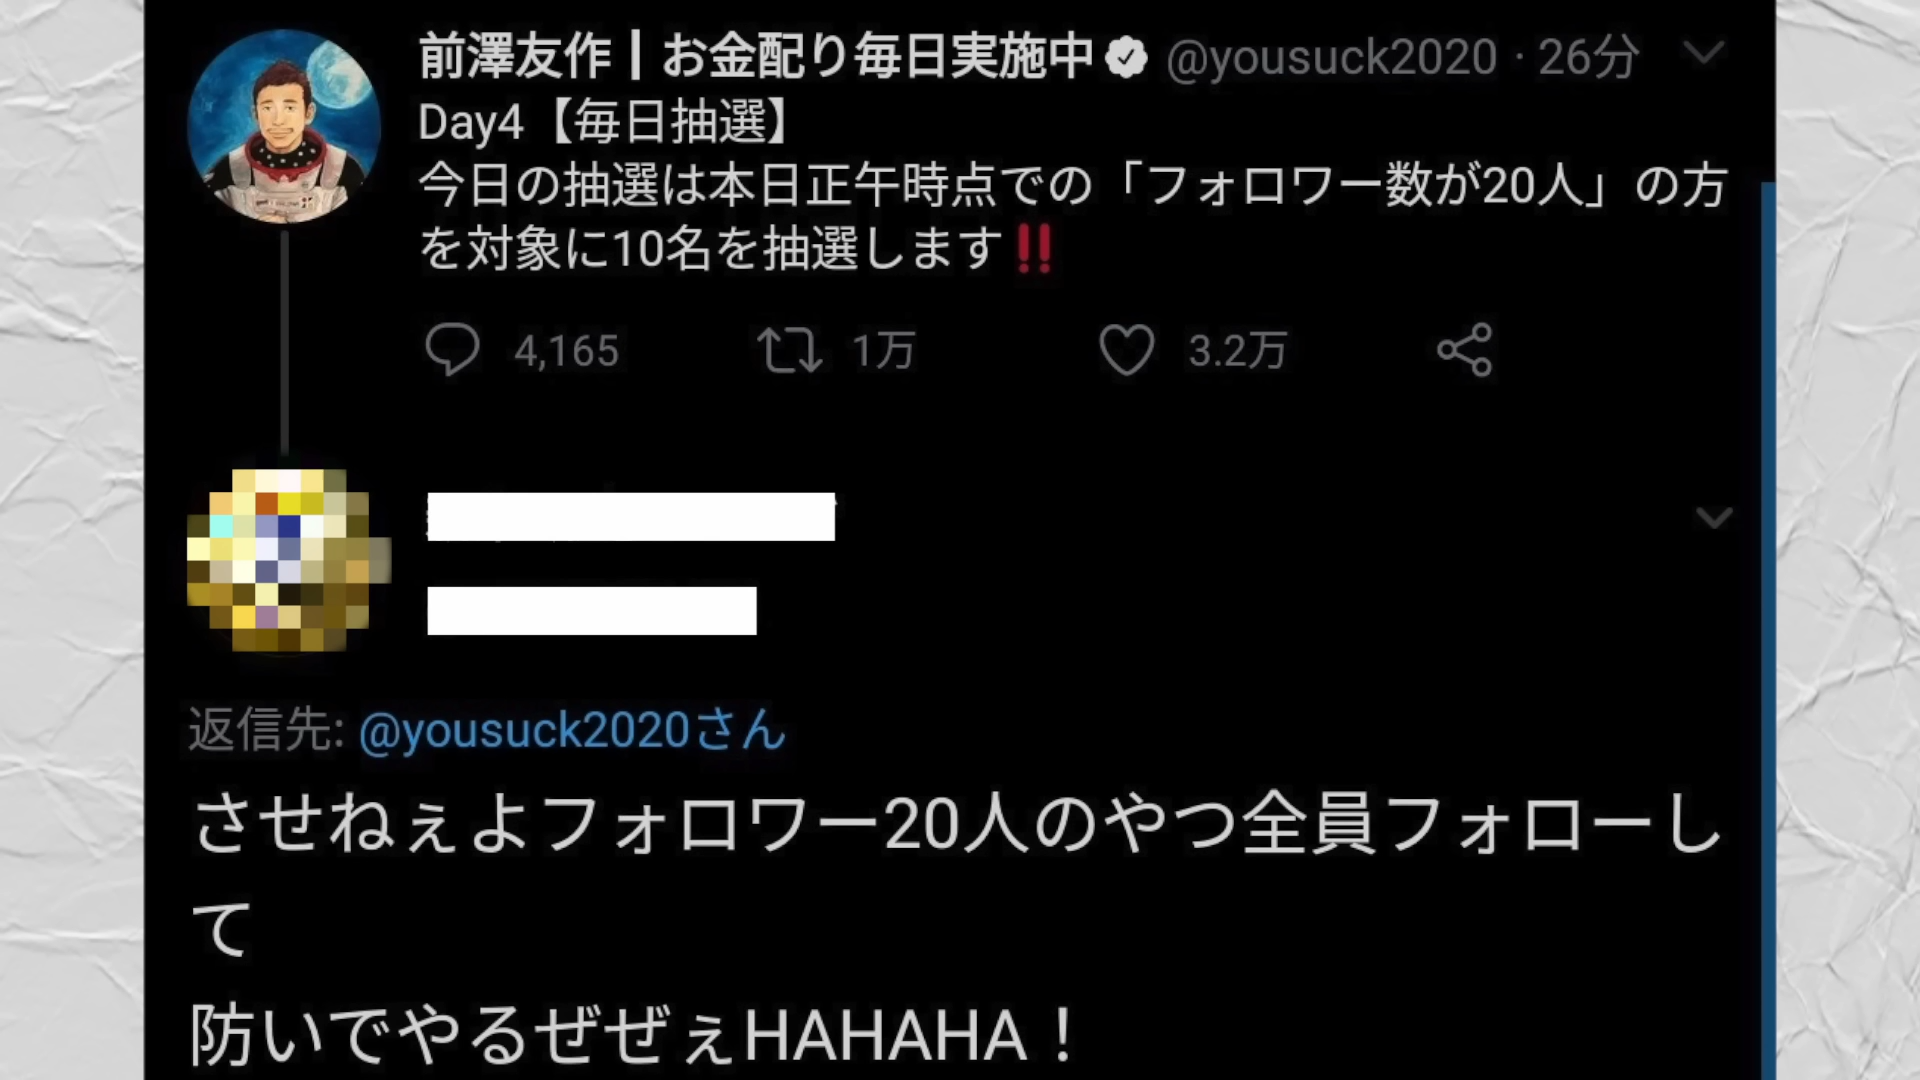 前澤友作┃お金配り毎日実施中 @yousuck2020 · 26分
Day4【毎日抽選】
今日の抽選は本日正午時点での「フォロワー数が20人」の方
を対象に10名を抽選します‼️
4,165 1万 3.2万
返信先: @yousuck2020さん
させねぇよフォロワー20人のやつ全員フォローし
て
防いでやるぜぜぇHAHAHA！